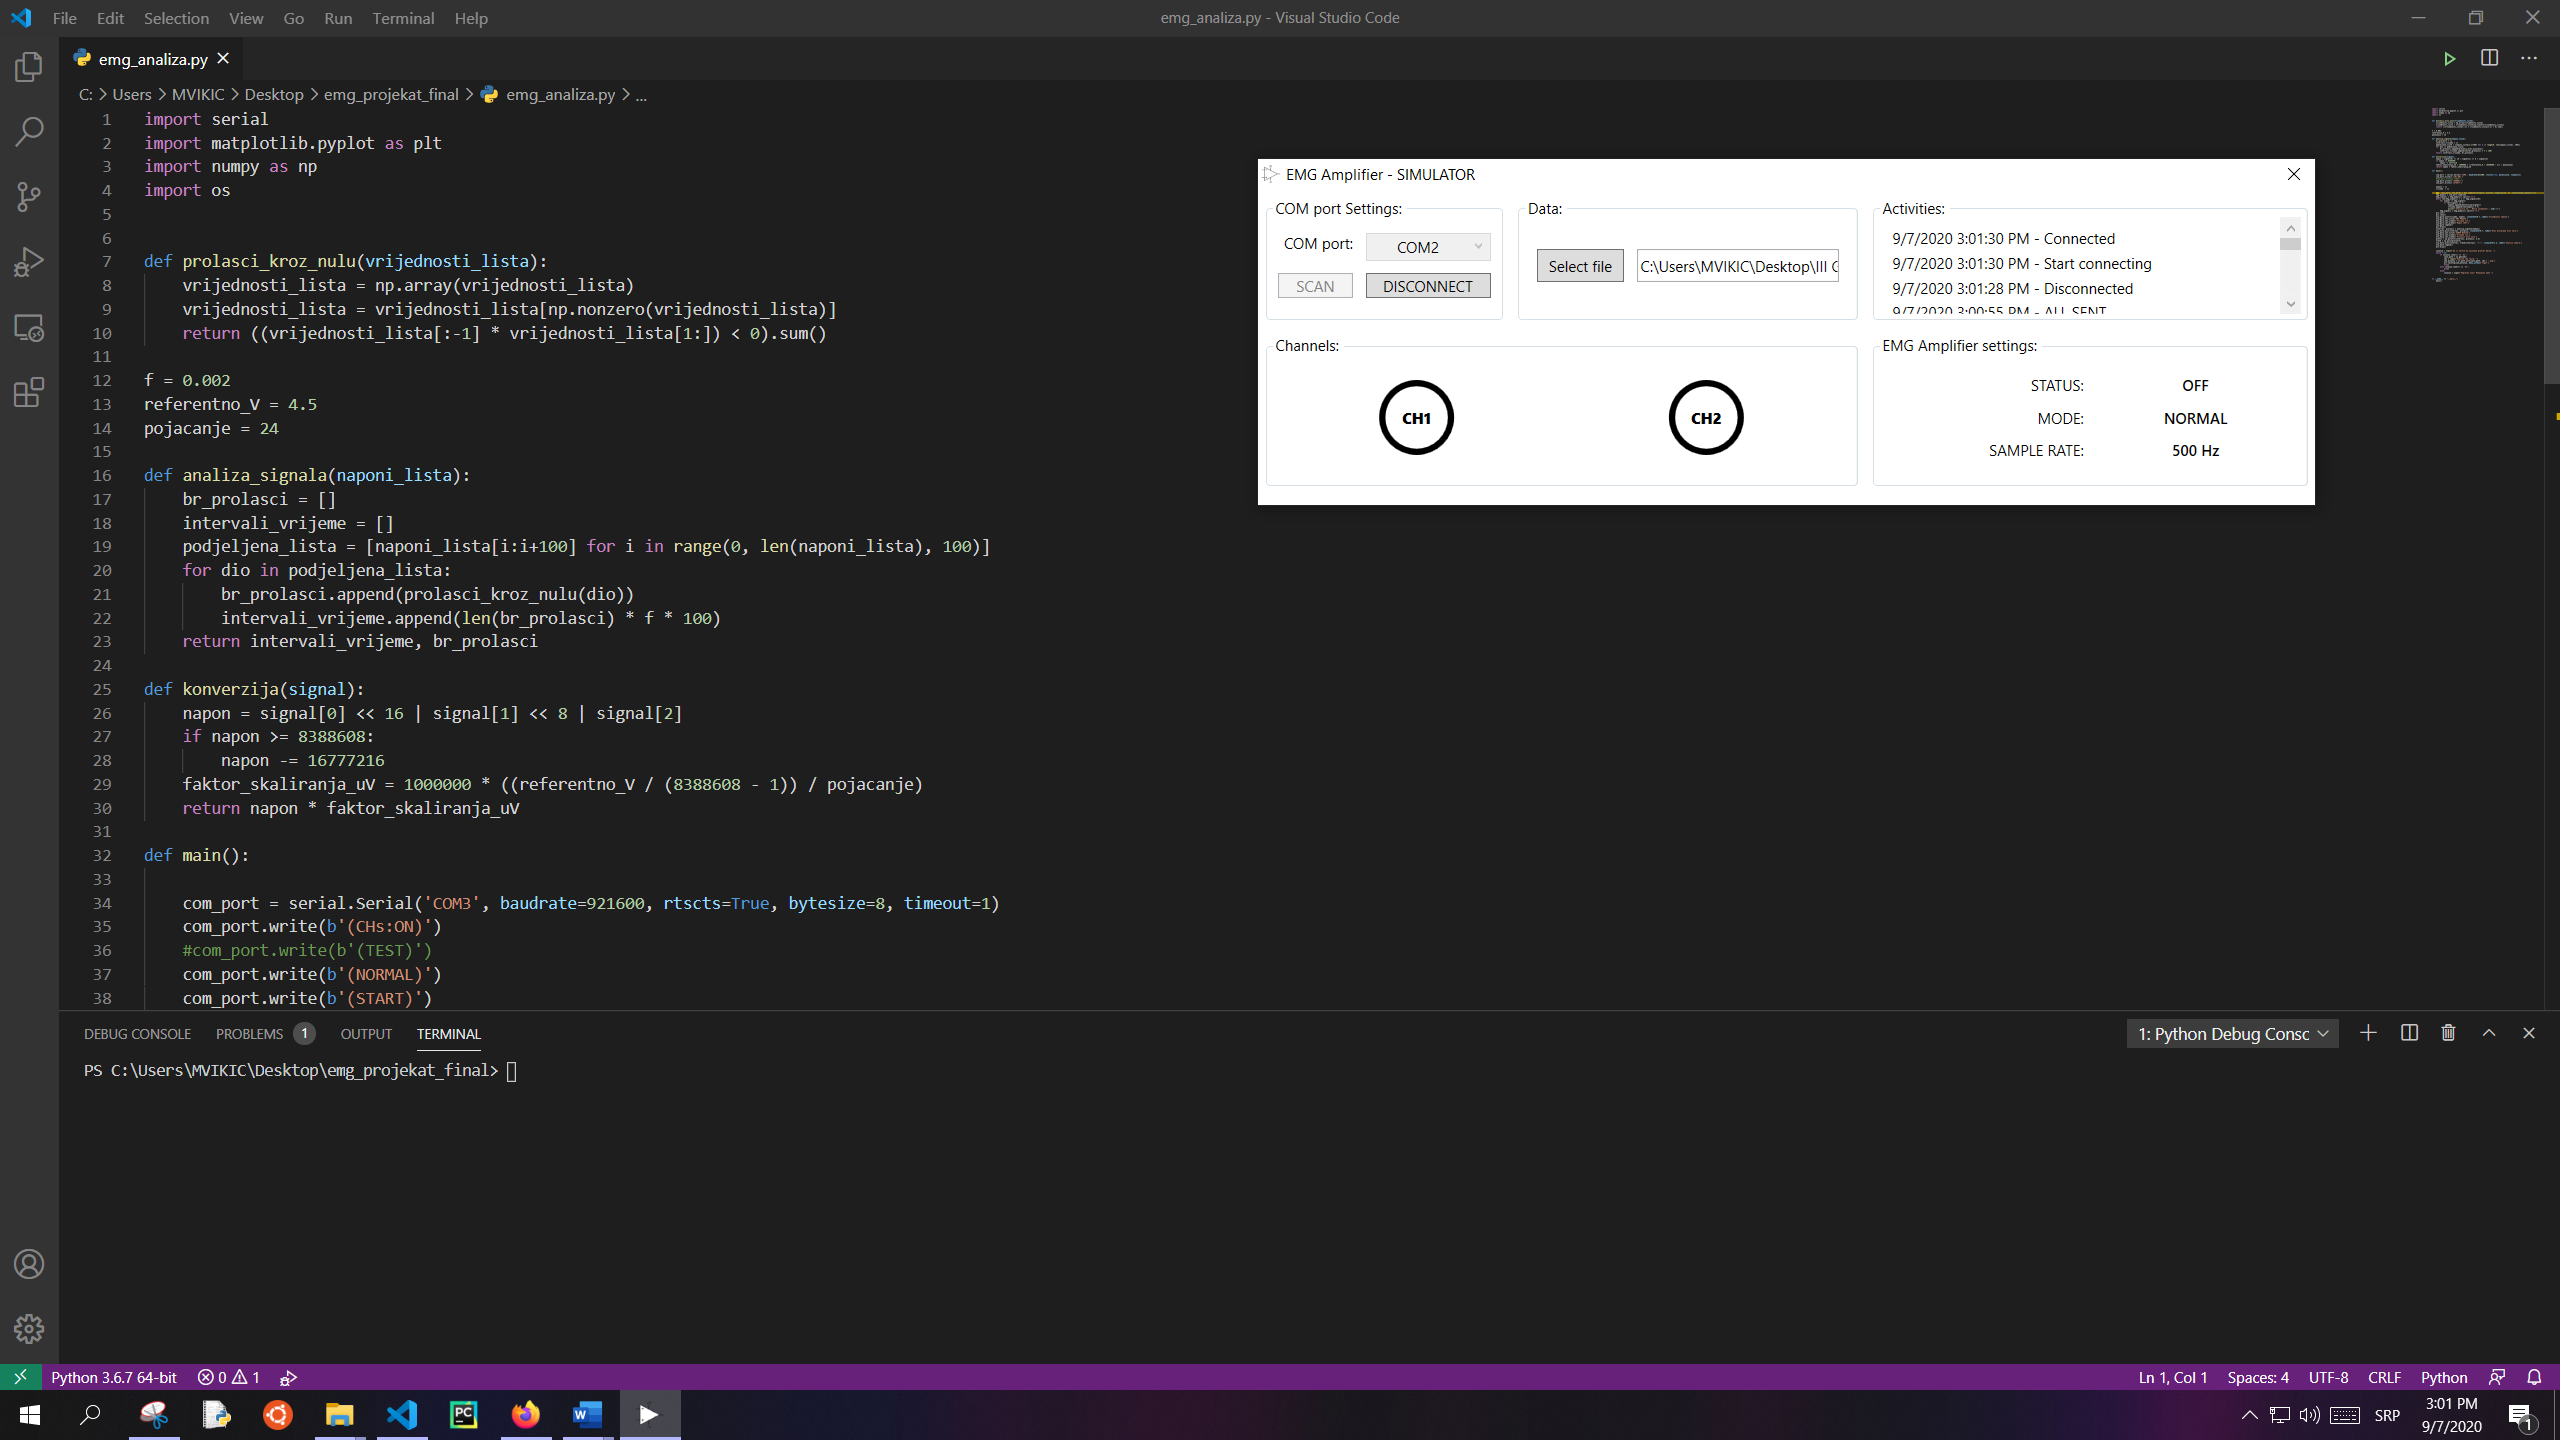 File Edit Selection View Go Run Terminal Help
emg_analiza.py - Visual Studio Code
emg_analiza.py
C: > Users > MVIKIC > Desktop > emg_projekat_final > emg_analiza.py > ...
1 import serial
2 import matplotlib.pyplot as plt
3 import numpy as np
4 import os
5
6
7 def prolasci_kroz_nulu(vrijednosti_lista):
8 vrijednosti_lista = np.array(vrijednosti_lista)
9 vrijednosti_lista = vrijednosti_lista[np.nonzero(vrijednosti_lista)]
10 return ((vrijednosti_lista[:-1] * vrijednosti_lista[1:]) < 0).sum()
11
12 f = 0.002
13 referentno_V = 4.5
14 pojacanje = 24
15
16 def analiza_signala(naponi_lista):
17 br_prolasci = []
18 intervali_vrijeme = []
19 podjeljena_lista = [naponi_lista[i:i+100] for i in range(0, len(naponi_lista), 100)]
20 for dio in podjeljena_lista:
21 br_prolasci.append(prolasci_kroz_nulu(dio))
22 intervali_vrijeme.append(len(br_prolasci) * f * 100)
23 return intervali_vrijeme, br_prolasci
24
25 def konverzija(signal):
26 napon = signal[0] << 16 | signal[1] << 8 | signal[2]
27 if napon >= 8388608:
28 napon -= 16777216
29 faktor_skaliranja_uV = 1000000 * ((referentno_V / (8388608 - 1)) / pojacanje)
30 return napon * faktor_skaliranja_uV
31
32 def main():
33
34 com_port = serial.Serial('COM3', baudrate=921600, rtscts=True, bytesize=8, timeout=1)
35 com_port.write(b'(CHs:ON)')
36 #com_port.write(b'(TEST)')
37 com_port.write(b'(NORMAL)')
38 com_port.write(b'(START)')
EMG Amplifier - SIMULATOR
COM port Settings:
COM port: COM2
SCAN DISCONNECT
Data:
Select file C:\Users\MVIKIC\Desktop\III G
Activities:
9/7/2020 3:01:30 PM - Connected
9/7/2020 3:01:30 PM - Start connecting
9/7/2020 3:01:28 PM - Disconnected
9/7/2020 3:00:55 PM - ALL SENT
Channels:
CH1 CH2
EMG Amplifier settings:
STATUS: OFF
MODE: NORMAL
SAMPLE RATE: 500 Hz
DEBUG CONSOLE PROBLEMS 1 OUTPUT TERMINAL
1: Python Debug Consc
PS C:\Users\MVIKIC\Desktop\emg_projekat_final>
Python 3.6.7 64-bit 0 1
Ln 1, Col 1 Spaces: 4 UTF-8 CRLF Python
PC W
SRP
3:01 PM
9/7/2020
1